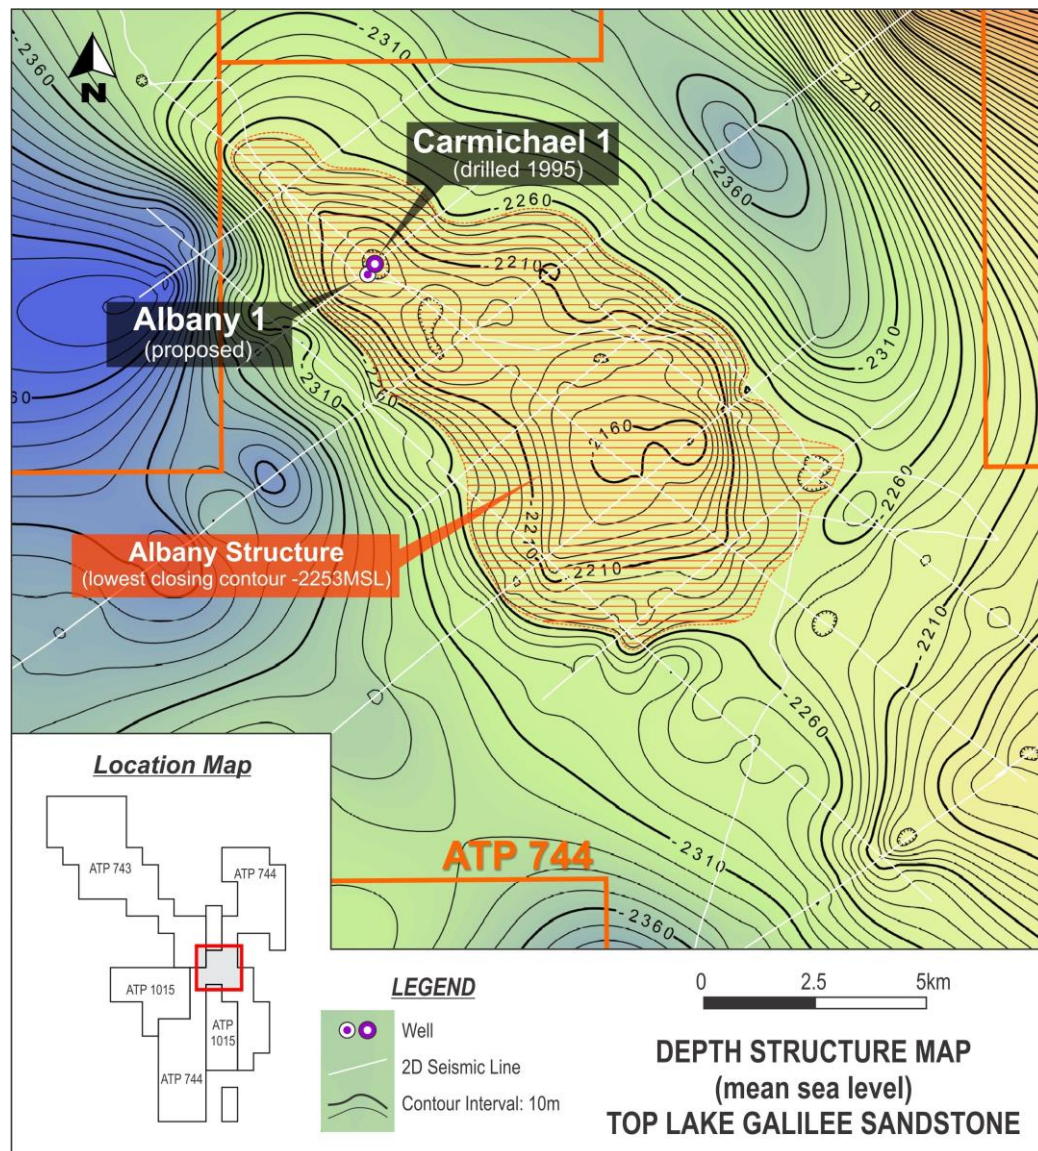 -2360
-2310
-2210
N
Carmichael 1
(drilled 1995)
-2360
-2260
-2210
Albany 1
(proposed)
-2310
-2260
-2310
60
-2160
-2260
Albany Structure
(lowest closing contour -2253MSL)
-2210
-2210
-2210
-2260
ATP 744
-2310
-2360
Location Map
ATP 743
ATP 744
ATP 1015
ATP
1015
ATP 744
LEGEND
Well
2D Seismic Line
Contour Interval: 10m
0 2.5 5km
DEPTH STRUCTURE MAP
(mean sea level)
TOP LAKE GALILEE SANDSTONE